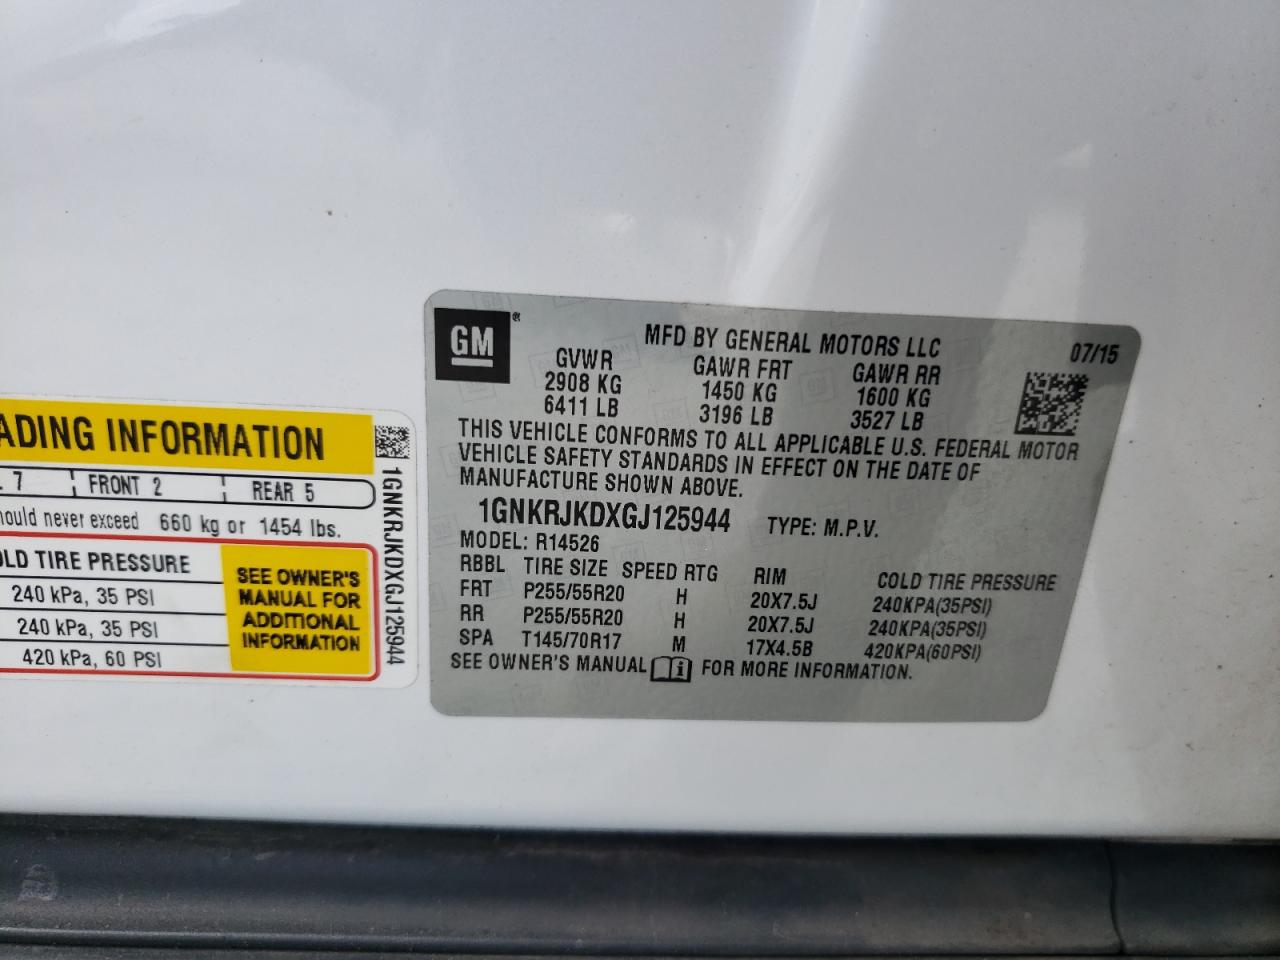 ADING INFORMATION
7 FRONT 2 REAR 5
ould never exceed 660 kg or 1454 lbs.
LD TIRE PRESSURE
240 kPa, 35 PSI
240 kPa, 35 PSI
420 kPa, 60 PSI
SEE OWNER'S
MANUAL FOR
ADDITIONAL
INFORMATION
1GNKRJKDXGJ125944
GM®
MFD BY GENERAL MOTORS LLC 07/15
GVWR GAWR FRT GAWR RR
2908 KG 1450 KG 1600 KG
6411 LB 3196 LB 3527 LB
THIS VEHICLE CONFORMS TO ALL APPLICABLE U.S. FEDERAL MOTOR
VEHICLE SAFETY STANDARDS IN EFFECT ON THE DATE OF
MANUFACTURE SHOWN ABOVE.
1GNKRJKDXGJ125944 TYPE: M.P.V.
MODEL: R14526
RBBL TIRE SIZE SPEED RTG RIM COLD TIRE PRESSURE
FRT P255/55R20 H 20X7.5J 240KPA(35PSI)
RR P255/55R20 H 20X7.5J 240KPA(35PSI)
SPA T145/70R17 M 17X4.5B 420KPA(60PSI)
SEE OWNER'S MANUAL FOR MORE INFORMATION.